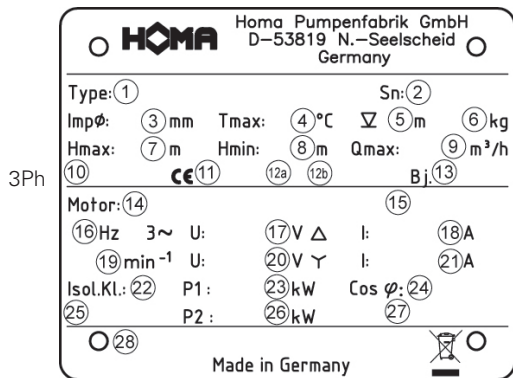 HOMA
Homa Pumpenfabrik GmbH
D-53819 N.-Seelscheid
Germany
Type: 1 Sn: 2
Impø: 3 mm Tmax: 4 °C 5 m 6 kg
Hmax: 7 m Hmin: 8 m Qmax: 9 m³/h
3Ph
10 CE 11 12a 12b Bj. 13
Motor: 14 15
16 Hz 3~ U: 17 V △ I: 18 A
19 min⁻¹ U: 20 V Y I: 21 A
Isol.Kl.: 22 P1: 23 kW Cos φ: 24
25 P2: 26 kW 27
28
Made in Germany